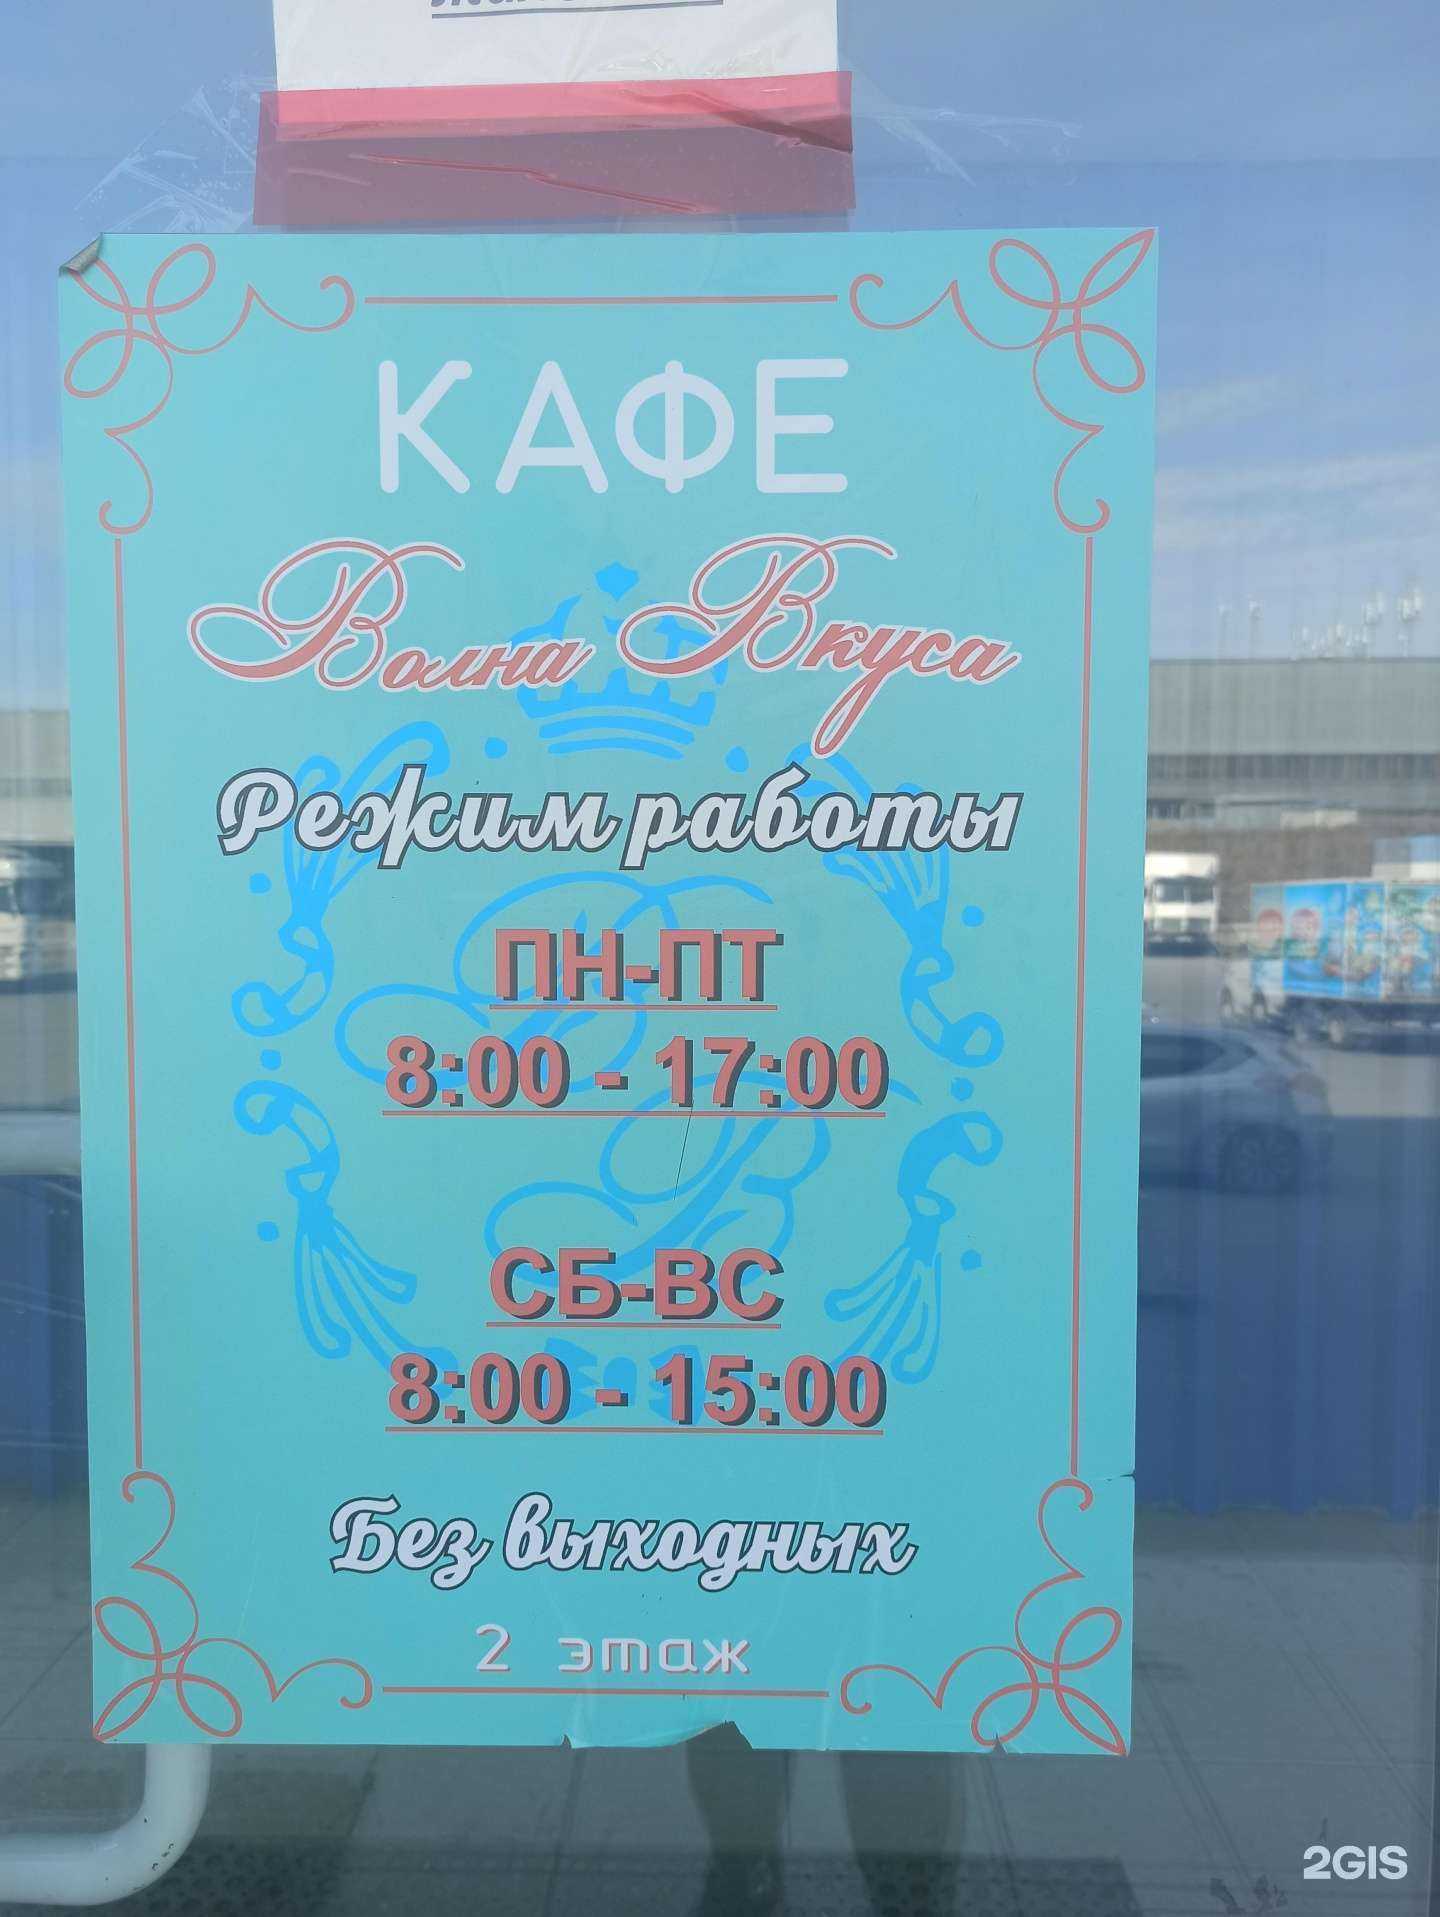 КАФЕ
Волна Вкуса
Режим работы
ПН-ПТ
8:00 - 17:00
СБ-ВС
8:00 - 15:00
Без выходных
2 этаж
2GIS